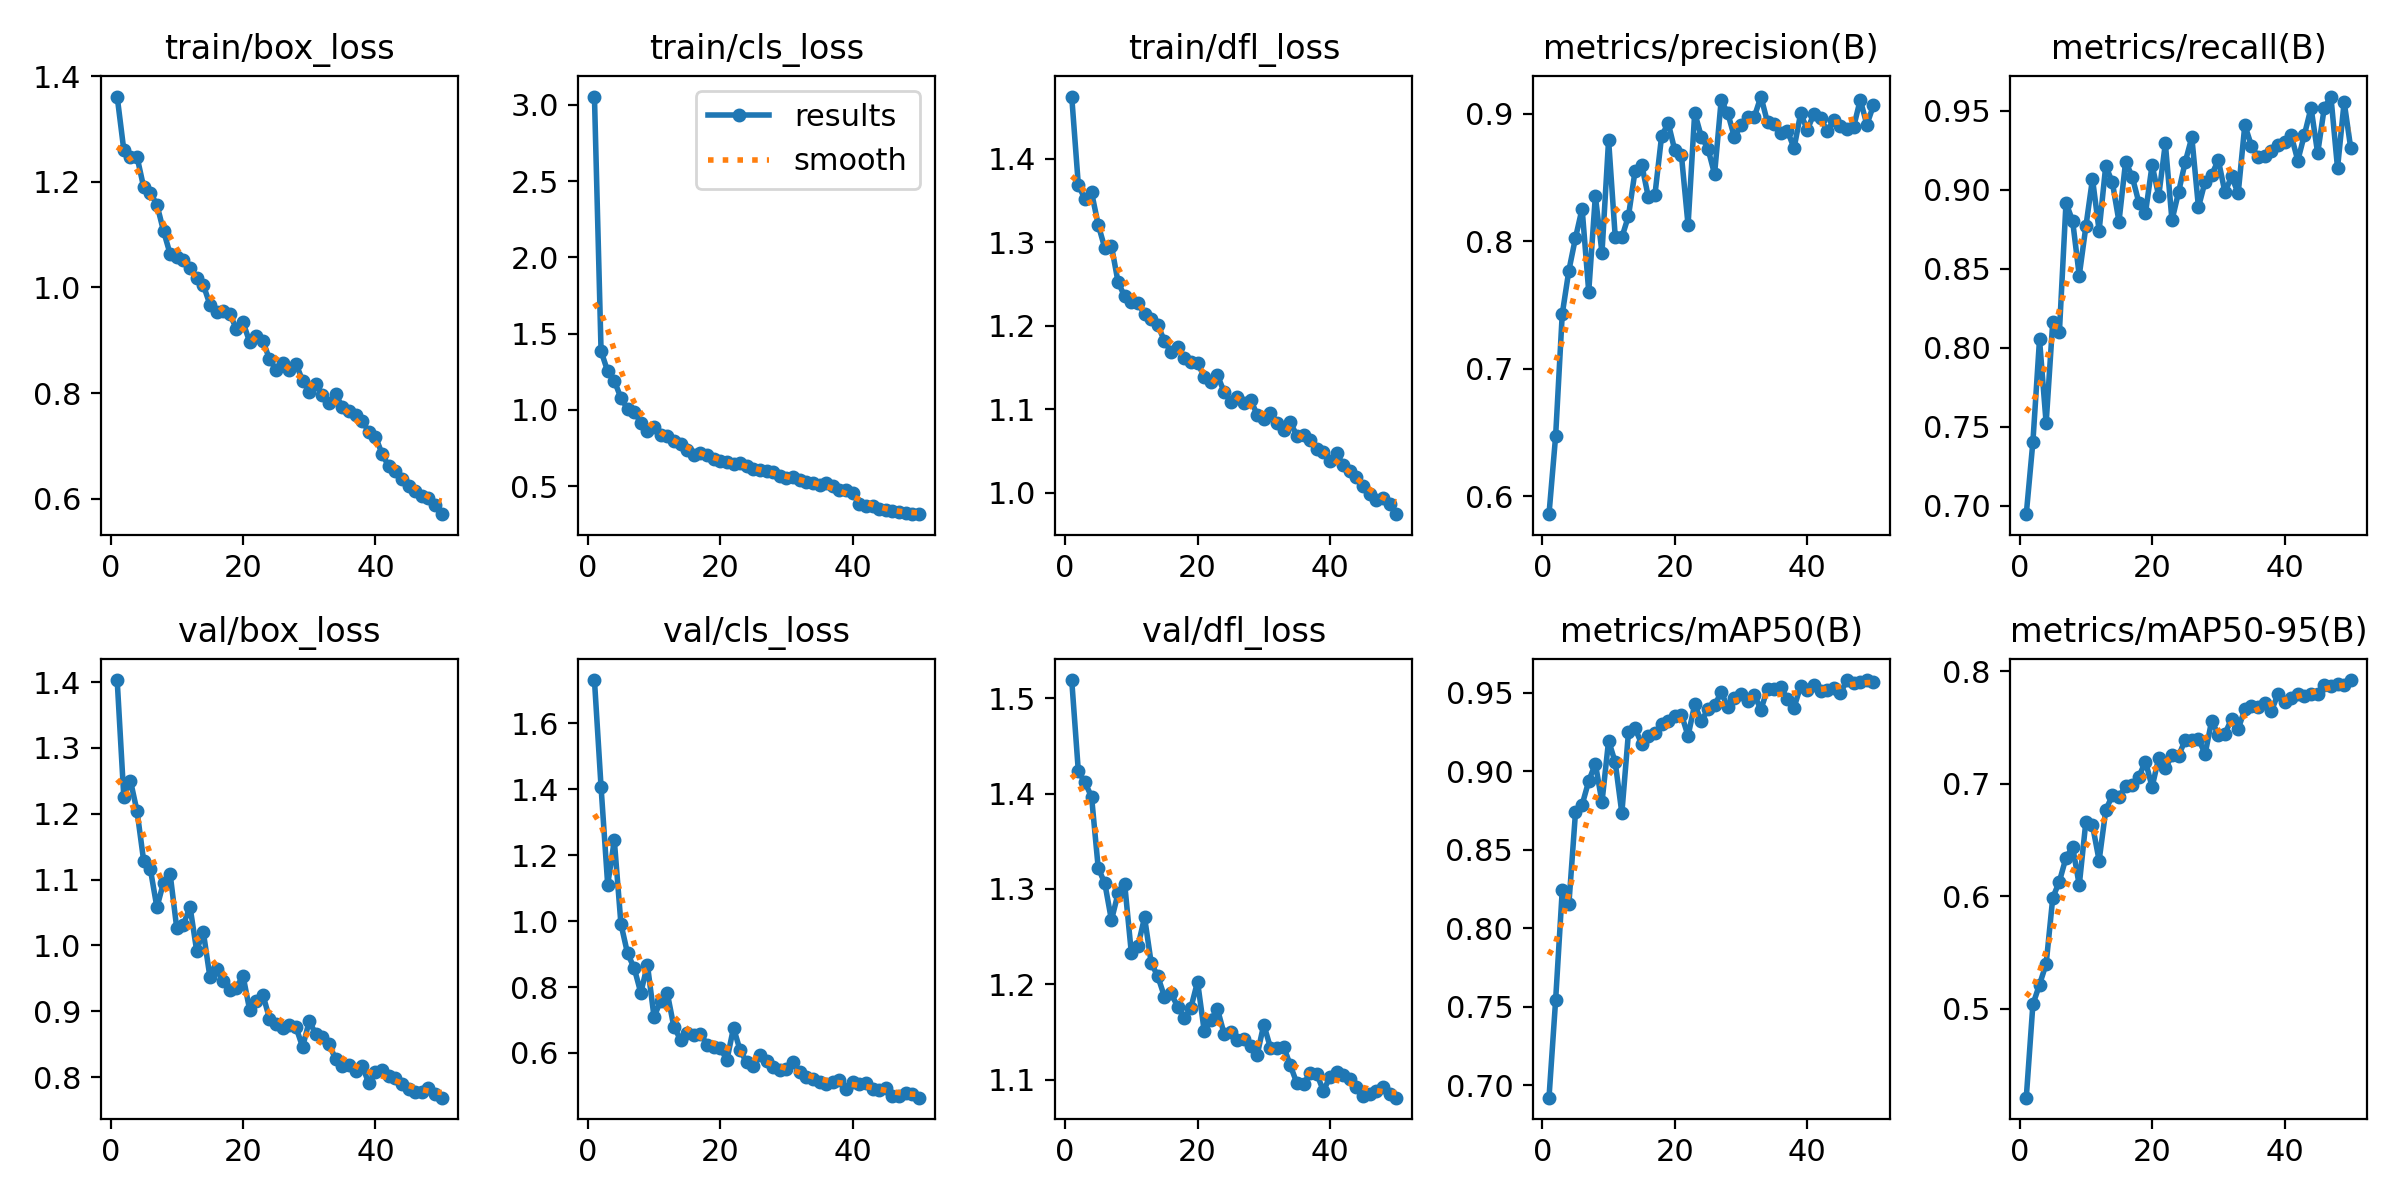 train/box_loss
1.4
1.2
1.0
0.8
0.6
0 20 40
train/cls_loss
results
smooth
3.0
2.5
2.0
1.5
1.0
0.5
0 20 40
train/dfl_loss
1.4
1.3
1.2
1.1
1.0
0 20 40
metrics/precision(B)
0.9
0.8
0.7
0.6
0 20 40
metrics/recall(B)
0.95
0.90
0.85
0.80
0.75
0.70
0 20 40
val/box_loss
1.4
1.3
1.2
1.1
1.0
0.9
0.8
0 20 40
val/cls_loss
1.6
1.4
1.2
1.0
0.8
0.6
0 20 40
val/dfl_loss
1.5
1.4
1.3
1.2
1.1
0 20 40
metrics/mAP50(B)
0.95
0.90
0.85
0.80
0.75
0.70
0 20 40
metrics/mAP50-95(B)
0.8
0.7
0.6
0.5
0 20 40